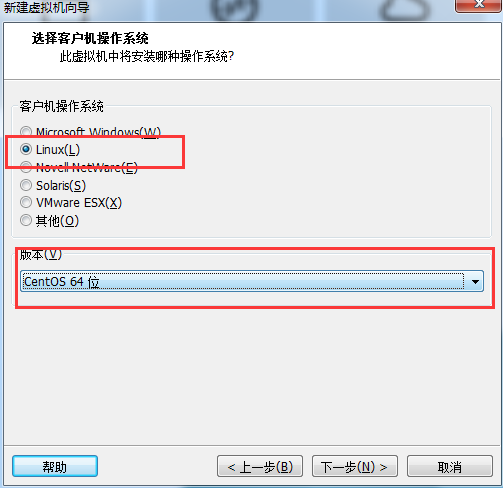 新建虚拟机向导
选择客户机操作系统
此虚拟机中将安装哪种操作系统?
客户机操作系统
Microsoft Windows(W)
Linux(L)
Novell NetWare(E)
Solaris(S)
VMware ESX(X)
其他(O)
版本(V)
CentOS 64 位
帮助
< 上一步(B)
下一步(N) >
取消